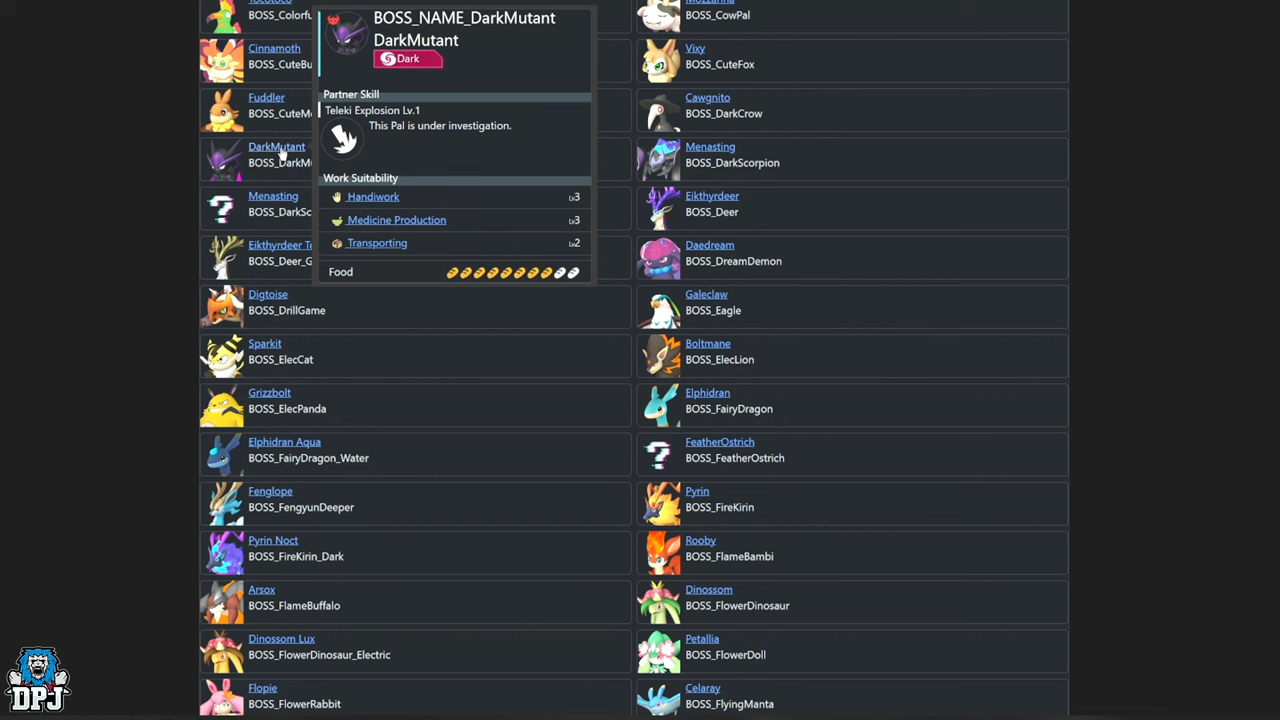 Mozzarina
BOSS_Colorfu
BOSS_CowPal
Cinnamoth
BOSS_CuteBu
Vixy
BOSS_CuteFox
Fuddler
BOSS_CuteMo
Cawgnito
BOSS_DarkCrow
DarkMutant
BOSS_DarkMu
Menasting
BOSS_DarkScorpion
Menasting
BOSS_DarkSc
Eikthyrdeer
BOSS_Deer
Eikthyrdeer Te
BOSS_Deer_G
Daedream
BOSS_DreamDemon
BOSS_NAME_DarkMutant
DarkMutant
Dark
Partner Skill
Teleki Explosion Lv.1
This Pal is under investigation.
Work Suitability
Handiwork Lv3
Medicine Production Lv3
Transporting Lv2
Food
Digtoise
BOSS_DrillGame
Galeclaw
BOSS_Eagle
Sparkit
BOSS_ElecCat
Boltmane
BOSS_ElecLion
Grizzbolt
BOSS_ElecPanda
Elphidran
BOSS_FairyDragon
Elphidran Aqua
BOSS_FairyDragon_Water
FeatherOstrich
BOSS_FeatherOstrich
Fenglope
BOSS_FengyunDeeper
Pyrin
BOSS_FireKirin
Pyrin Noct
BOSS_FireKirin_Dark
Rooby
BOSS_FlameBambi
Arsox
BOSS_FlameBuffalo
Dinossom
BOSS_FlowerDinosaur
Dinossom Lux
BOSS_FlowerDinosaur_Electric
Petallia
BOSS_FlowerDoll
Flopie
BOSS_FlowerRabbit
Celaray
BOSS_FlyingManta
DPJ